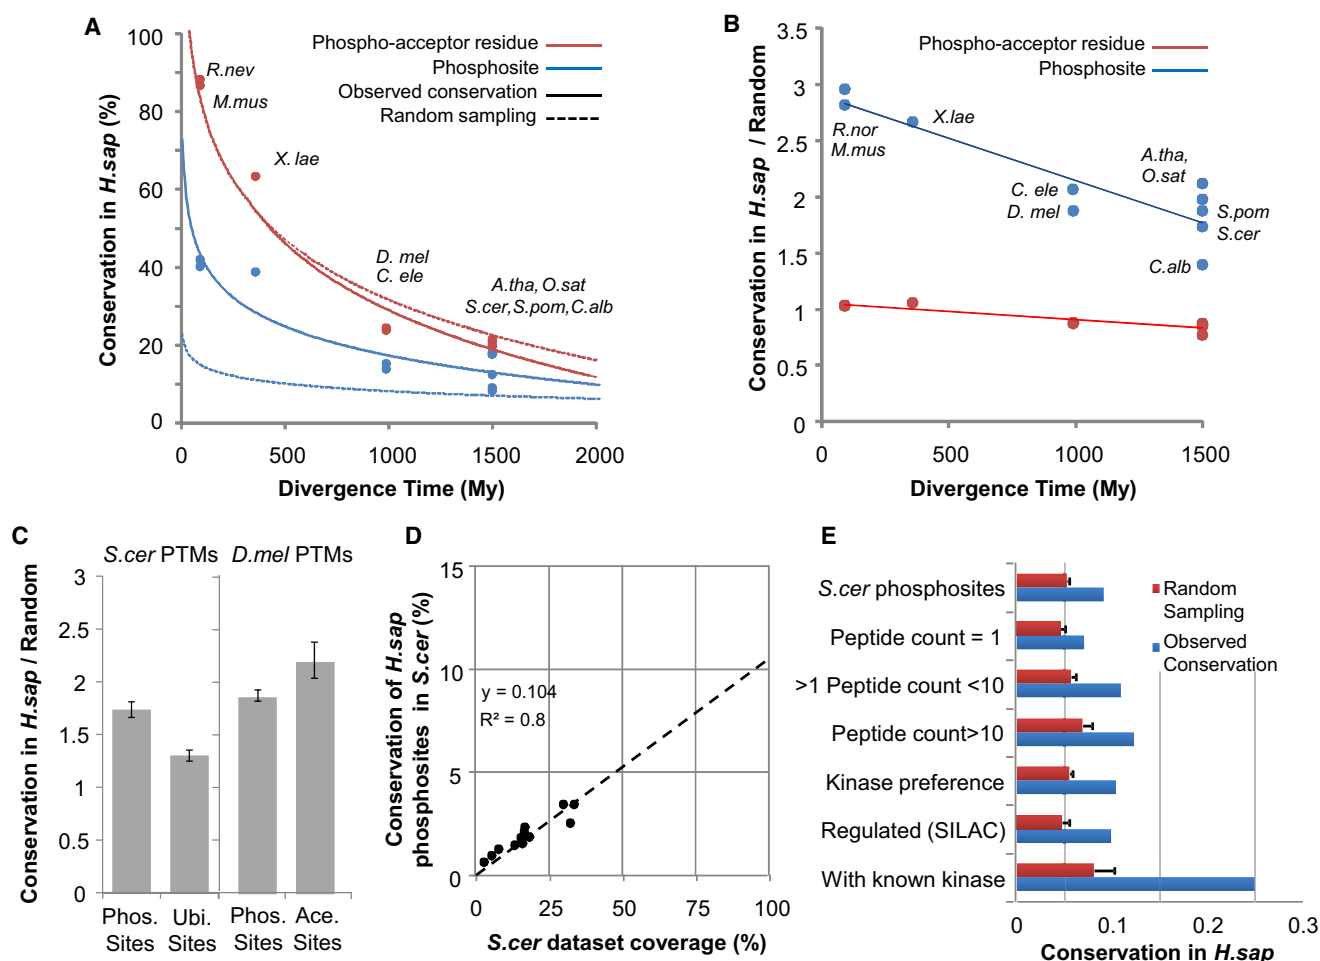 A
Conservation in H.sap (%)
100
80
60
40
20
0
0 500 1000 1500 2000
Divergence Time (My)
Phospho-acceptor residue
Phosphosite
Observed conservation
Random sampling
R.nev
M.mus
X. lae
D. mel
C. ele
A.tha, O.sat
S.cer,S.pom,C.alb
B
Conservation in H.sap / Random
3.5
3
2.5
2
1.5
1
0.5
0
0 500 1000 1500
Divergence Time (My)
Phospho-acceptor residue
Phosphosite
R.nor
M.mus
X.lae
C. ele
D. mel
A.tha,
O.sat
S.pom
S.cer
C.alb
C
S.cer PTMs D.mel PTMs
Conservation in H.sap / Random
3
2.5
2
1.5
1
0.5
0
Phos. Ubi. Phos. Ace.
Sites Sites Sites Sites
D
Conservation of H.sap
phosphosites in S.cer (%)
15
10
5
0
y = 0.104
R² = 0.8
0 25 50 75 100
S.cer dataset coverage (%)
E
S.cer phosphosites
Peptide count = 1
>1 Peptide count <10
Peptide count>10
Kinase preference
Regulated (SILAC)
With known kinase
Random
Sampling
Observed
Conservation
0 0.1 0.2 0.3
Conservation in H.sap